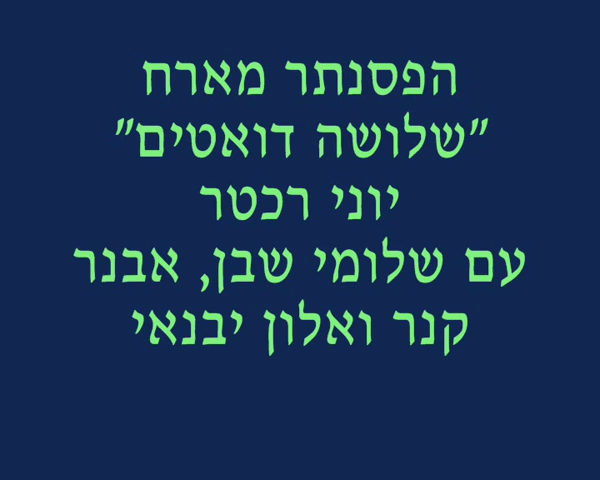 הפסנתר מארח
"שלושה דואטים"
יוני רכטר
עם שלומי שבן, אבנר
קנר ואלון יבנאי